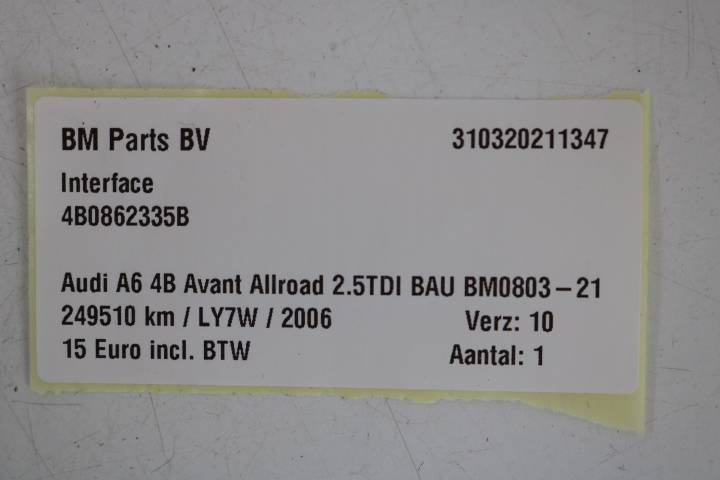 BM Parts BV 310320211347
Interface
4B0862335B
Audi A6 4B Avant Allroad 2.5TDI BAU BM0803-21
249510 km / LY7W / 2006 Verz: 10
15 Euro incl. BTW Aantal: 1